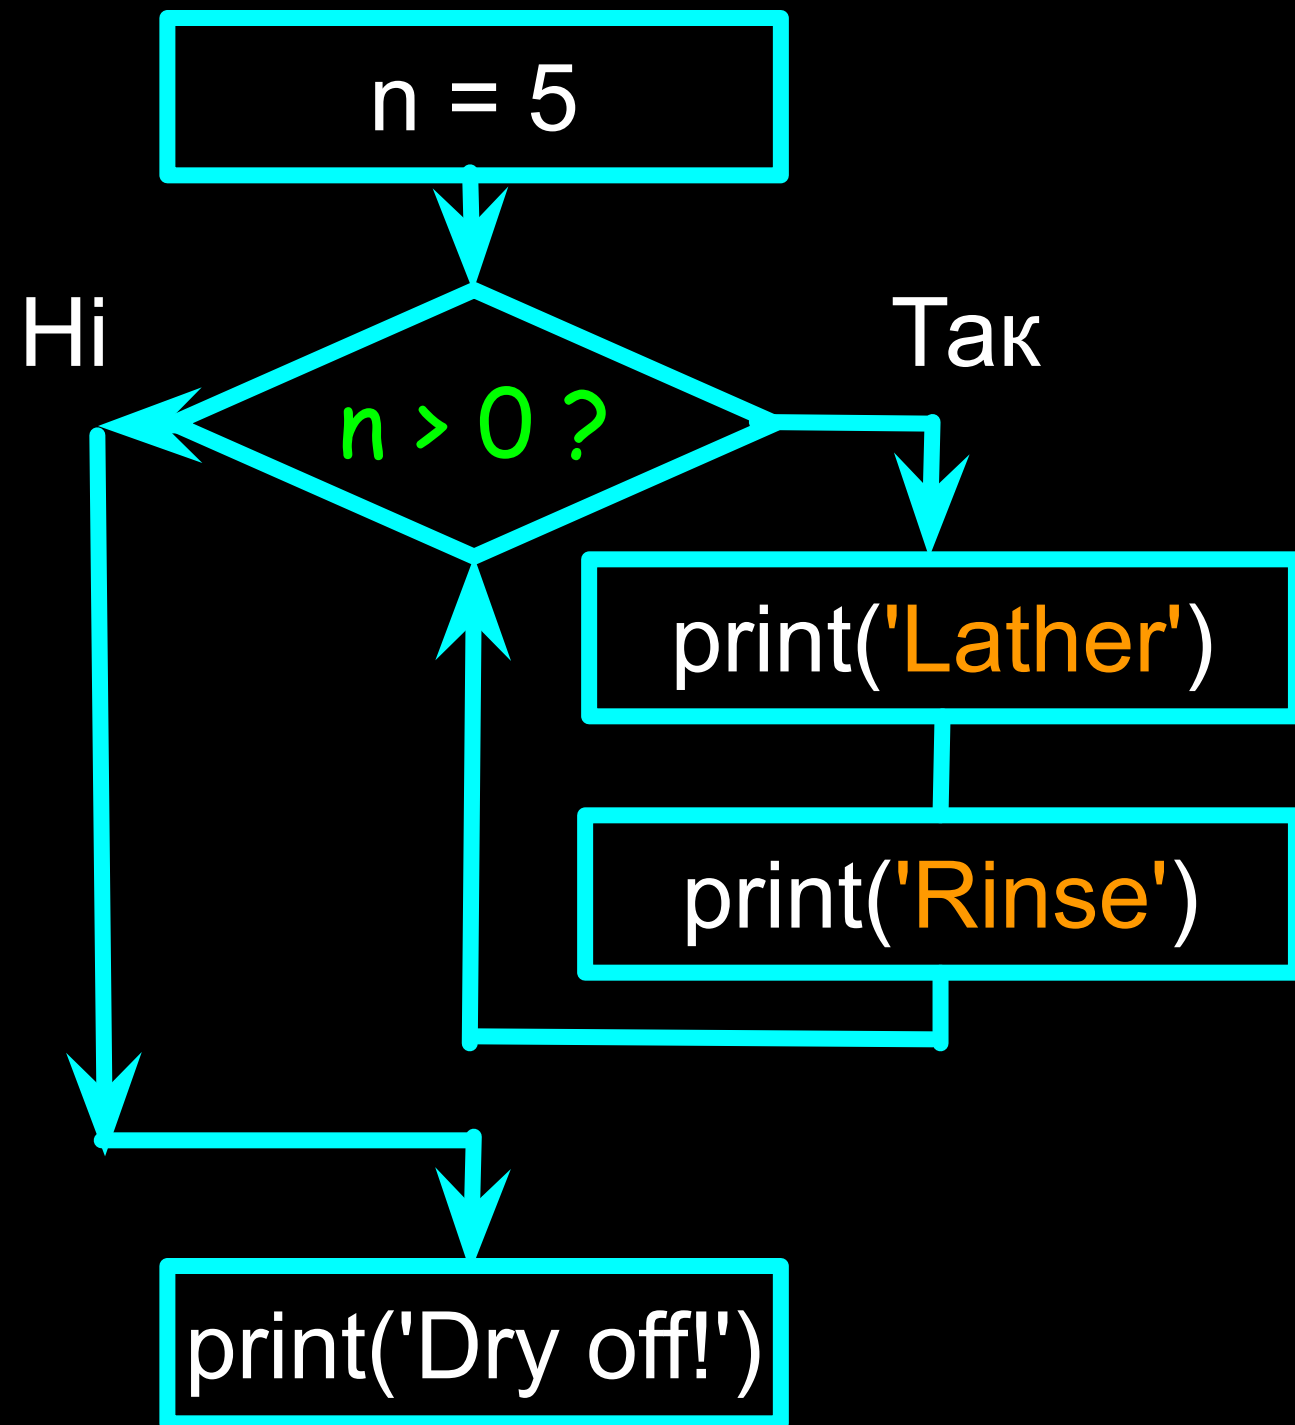 n = 5
Ні
Так
n > 0 ?
print('Lather')
print('Rinse')
print('Dry off!')